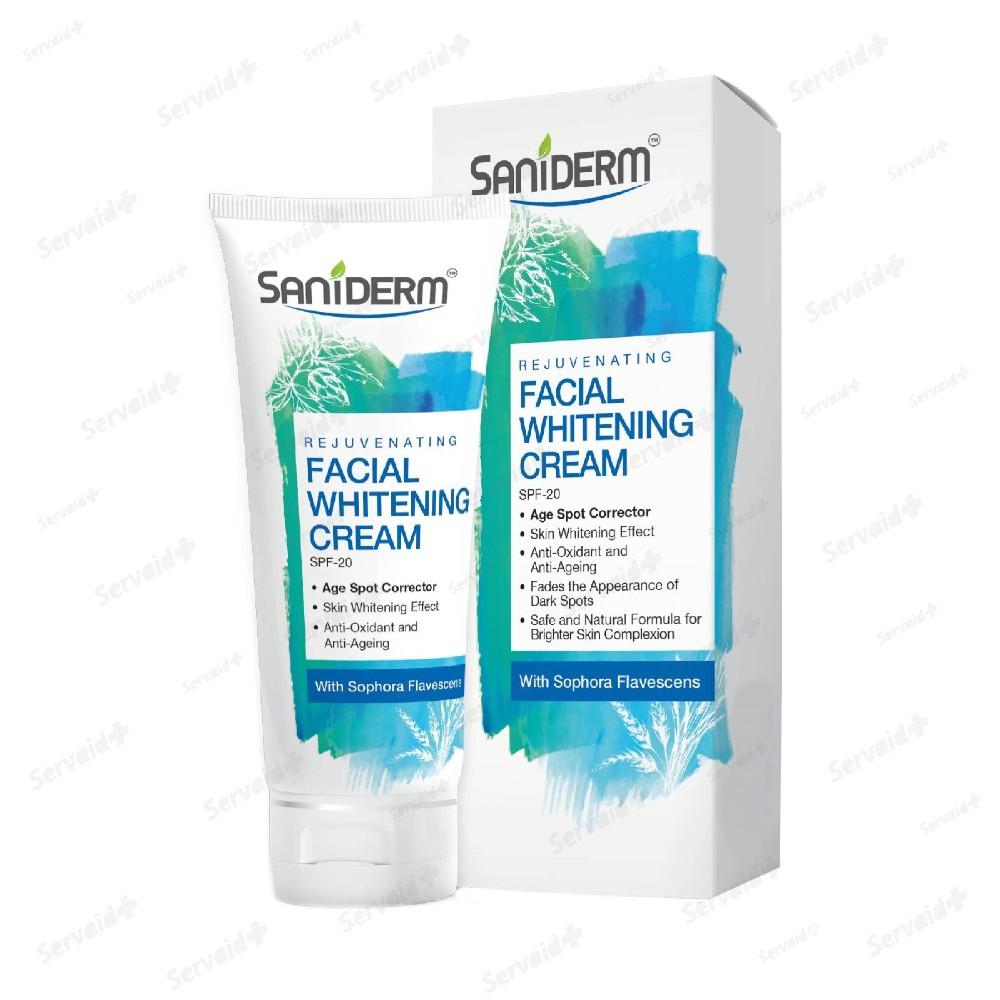 SANiDERM™
REJUVENATING
FACIAL
WHITENING
CREAM
SPF-20
• Age Spot Corrector
• Skin Whitening Effect
• Anti-Oxidant and
Anti-Ageing
With Sophora Flavescens
SANiDERM™
REJUVENATING
FACIAL
WHITENING
CREAM
SPF-20
• Age Spot Corrector
• Skin Whitening Effect
• Anti-Oxidant and
Anti-Ageing
• Fades the Appearance of
Dark Spots
• Safe and Natural Formula for
Brighter Skin Complexion
With Sophora Flavescens
Servaid+